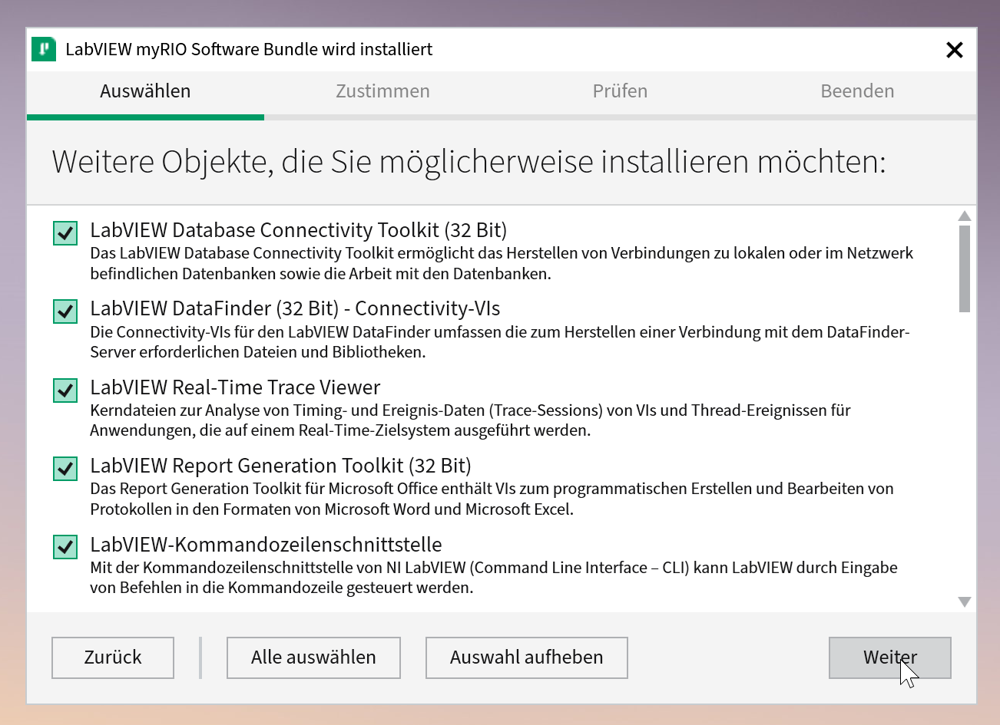 LabVIEW myRIO Software Bundle wird installiert
Auswählen
Zustimmen
Prüfen
Beenden
Weitere Objekte, die Sie möglicherweise installieren möchten:
LabVIEW Database Connectivity Toolkit (32 Bit)
Das LabVIEW Database Connectivity Toolkit ermöglicht das Herstellen von Verbindungen zu lokalen oder im Netzwerk
befindlichen Datenbanken sowie die Arbeit mit den Datenbanken.
LabVIEW DataFinder (32 Bit) - Connectivity-VIs
Die Connectivity-VIs für den LabVIEW DataFinder umfassen die zum Herstellen einer Verbindung mit dem DataFinder-
Server erforderlichen Dateien und Bibliotheken.
LabVIEW Real-Time Trace Viewer
Kerndateien zur Analyse von Timing- und Ereignis-Daten (Trace-Sessions) von VIs und Thread-Ereignissen für
Anwendungen, die auf einem Real-Time-Zielsystem ausgeführt werden.
LabVIEW Report Generation Toolkit (32 Bit)
Das Report Generation Toolkit für Microsoft Office enthält VIs zum programmatischen Erstellen und Bearbeiten von
Protokollen in den Formaten von Microsoft Word und Microsoft Excel.
LabVIEW-Kommandozeilenschnittstelle
Mit der Kommandozeilenschnittstelle von NI LabVIEW (Command Line Interface – CLI) kann LabVIEW durch Eingabe
von Befehlen in die Kommandozeile gesteuert werden.
Zurück
Alle auswählen
Auswahl aufheben
Weiter